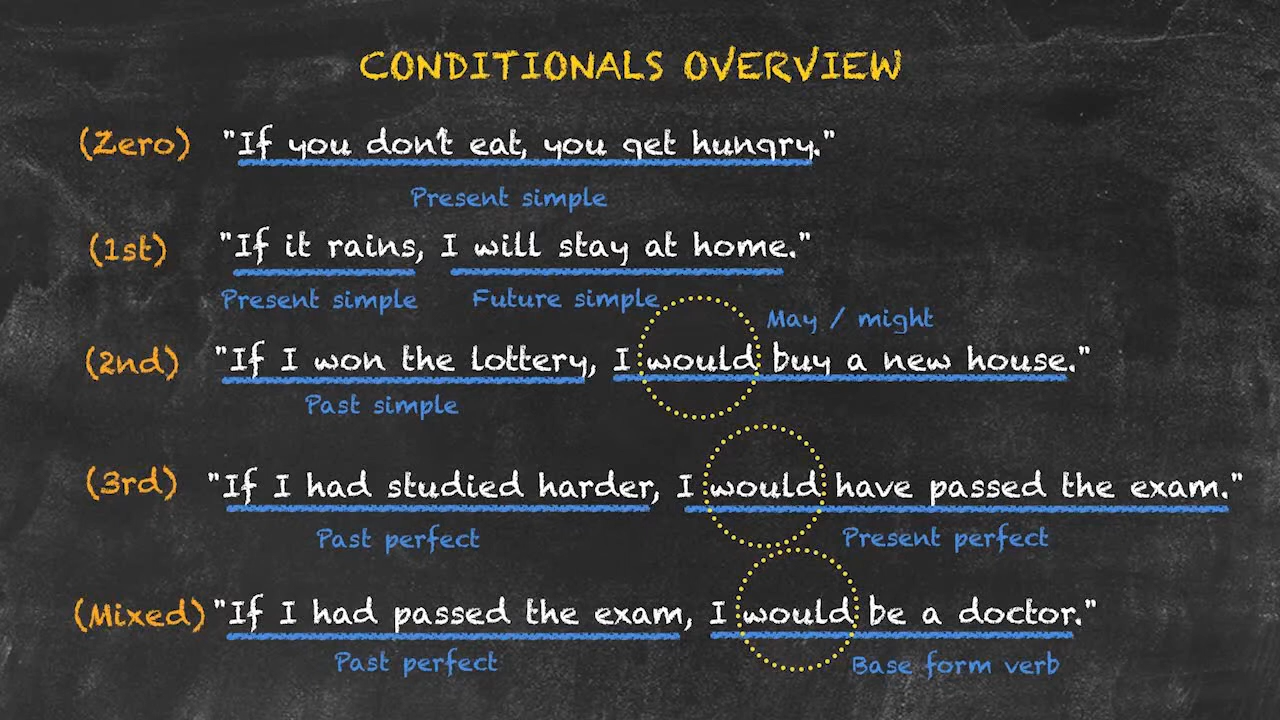 CONDITIONALS OVERVIEW
(Zero) "If you don't eat, you get hungry."
Present simple
(1st) "If it rains, I will stay at home."
Present simple Future simple
May / might
(2nd) "If I won the lottery, I would buy a new house."
Past simple
(3rd) "If I had studied harder, I would have passed the exam."
Past perfect Present perfect
(Mixed) "If I had passed the exam, I would be a doctor."
Past perfect Base form verb